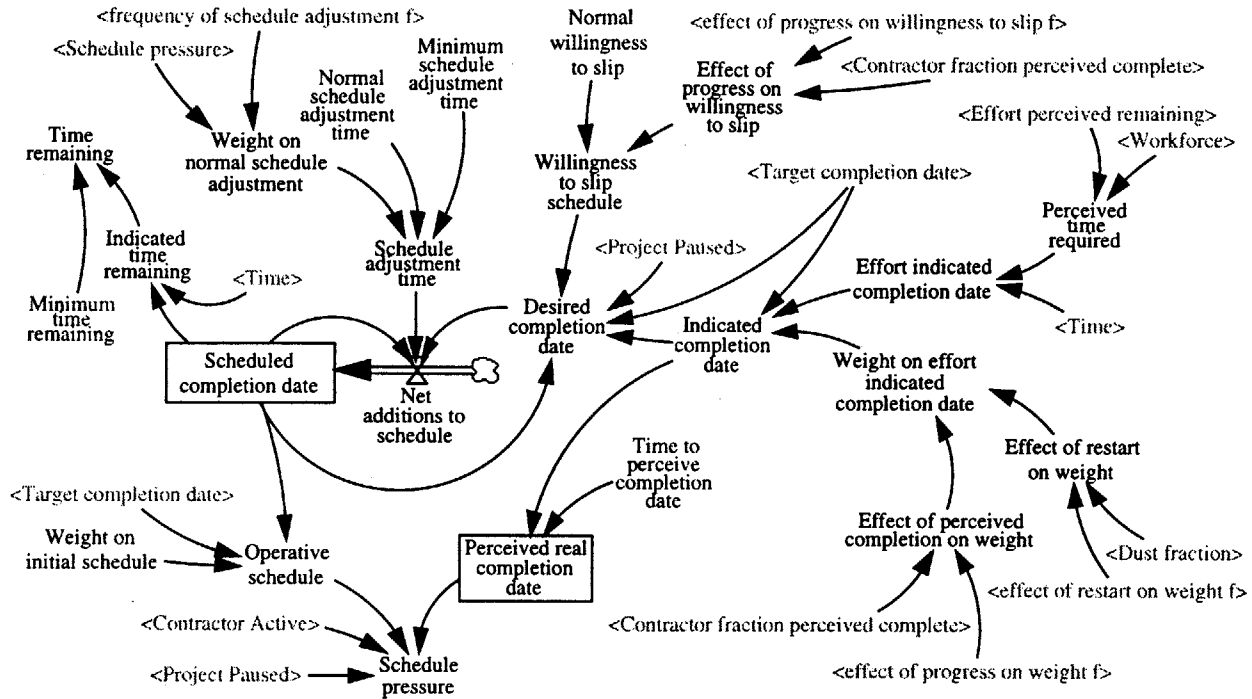 <frequency of schedule adjustment f>
<Schedule pressure>
Normal
willingness
to slip
<effect of progress on willingness to slip f>
Minimum
schedule
adjustment
time
Normal
schedule
adjustment
time
Effect of
progress on
willingness
to slip
<Contractor fraction perceived complete>
<Effort perceived remaining>
<Workforce>
Time
remaining
Weight on
normal schedule
adjustment
Willingness
to slip
schedule
<Target completion date>
Perceived
time
required
Indicated
time
remaining
<Time>
Schedule
adjustment
time
<Project Paused>
Effort indicated
completion date
<Time>
Minimum
time
remaining
Desired
completion
date
Indicated
completion
date
Scheduled
completion date
Net
additions to
schedule
Weight on effort
indicated
completion date
Time to
perceive
completion
date
Effect of restart
on weight
<Target completion date>
Weight on
initial schedule
Operative
schedule
Perceived real
completion
date
Effect of perceived
completion on weight
<Dust fraction>
<effect of restart on weight f>
<Contractor Active>
<Contractor fraction perceived complete>
<Project Paused>
Schedule
pressure
<effect of progress on weight f>